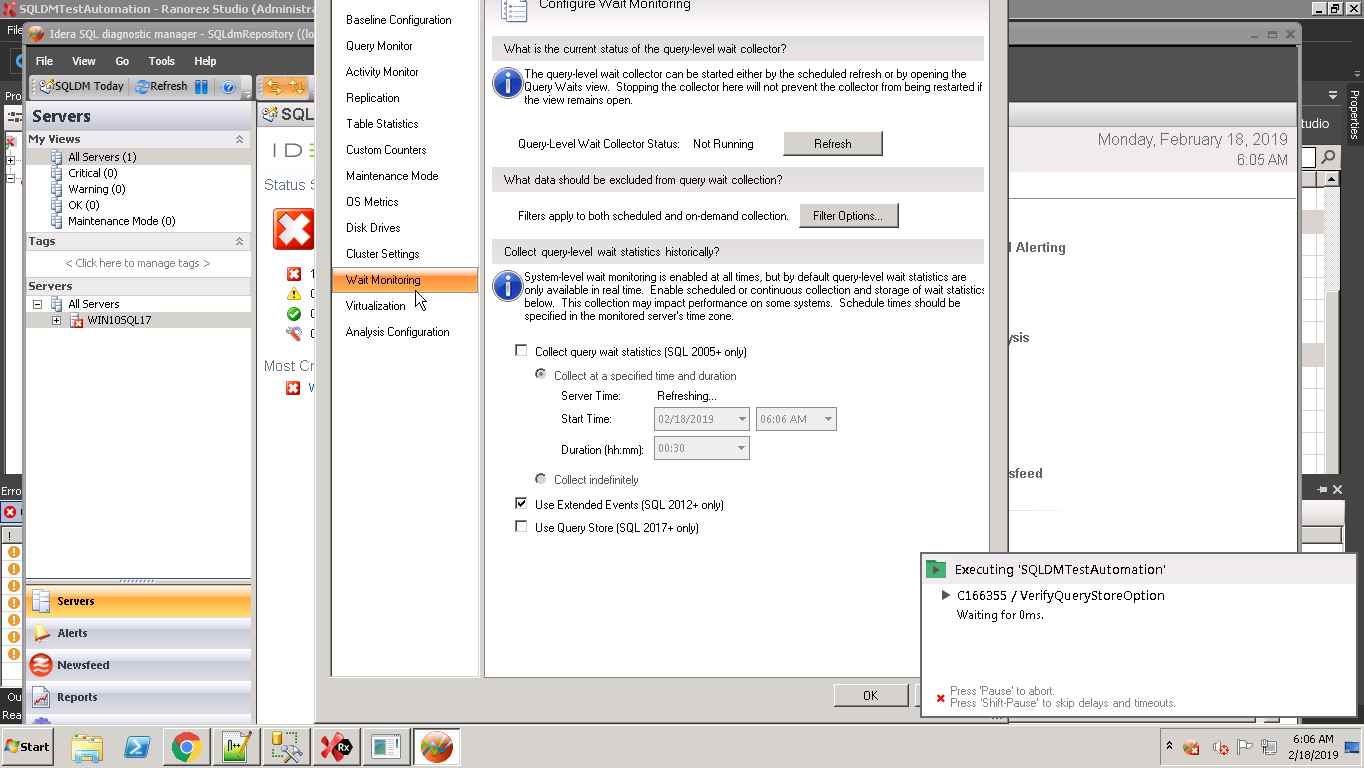 SQLDMTestAutomation - Ranorex Studio (Administra
Idera SQL diagnostic manager - SQLdmRepository ((lo
File View Go Tools Help
SQLDM Today Refresh
Servers
My Views
All Servers (1)
Critical (0)
Warning (0)
OK (0)
Maintenance Mode (0)
Tags
< Click here to manage tags >
Servers
All Servers
WIN10SQL17
Servers
Alerts
Newsfeed
Reports
SQL
IDE
Status S
Most Cr
W
Baseline Configuration
Query Monitor
Activity Monitor
Replication
Table Statistics
Custom Counters
Maintenance Mode
OS Metrics
Disk Drives
Cluster Settings
Wait Monitoring
Virtualization
Analysis Configuration
Configure Wait Monitoring
What is the current status of the query-level wait collector?
The query-level wait collector can be started either by the scheduled refresh or by opening the
Query Waits view. Stopping the collector here will not prevent the collector from being restarted if
the view remains open.
Query-Level Wait Collector Status: Not Running Refresh
What data should be excluded from query wait collection?
Filters apply to both scheduled and on-demand collection. Filter Options...
Collect query-level wait statistics historically?
System-level wait monitoring is enabled at all times, but by default query-level wait statistics are
only available in real time. Enable scheduled or continuous collection and storage of wait statistics
below. This collection may impact performance on some systems. Schedule times should be
specified in the monitored server's time zone.
Collect query wait statistics (SQL 2005+ only)
Collect at a specified time and duration
Server Time: Refreshing...
Start Time: 02/18/2019 06:06 AM
Duration (hh:mm): 00:30
Collect indefinitely
Use Extended Events (SQL 2012+ only)
Use Query Store (SQL 2017+ only)
OK
Monday, February 18, 2019
6:05 AM
Alerting
ysis
sfeed
tudio
Properties
Pro
Erro
!
Ou
Rea
Executing 'SQLDMTestAutomation'
C166355 / VerifyQueryStoreOption
Waiting for 0ms.
Press 'Pause' to abort.
Press 'Shift-Pause' to skip delays and timeouts.
Start
6:06 AM
2/18/2019